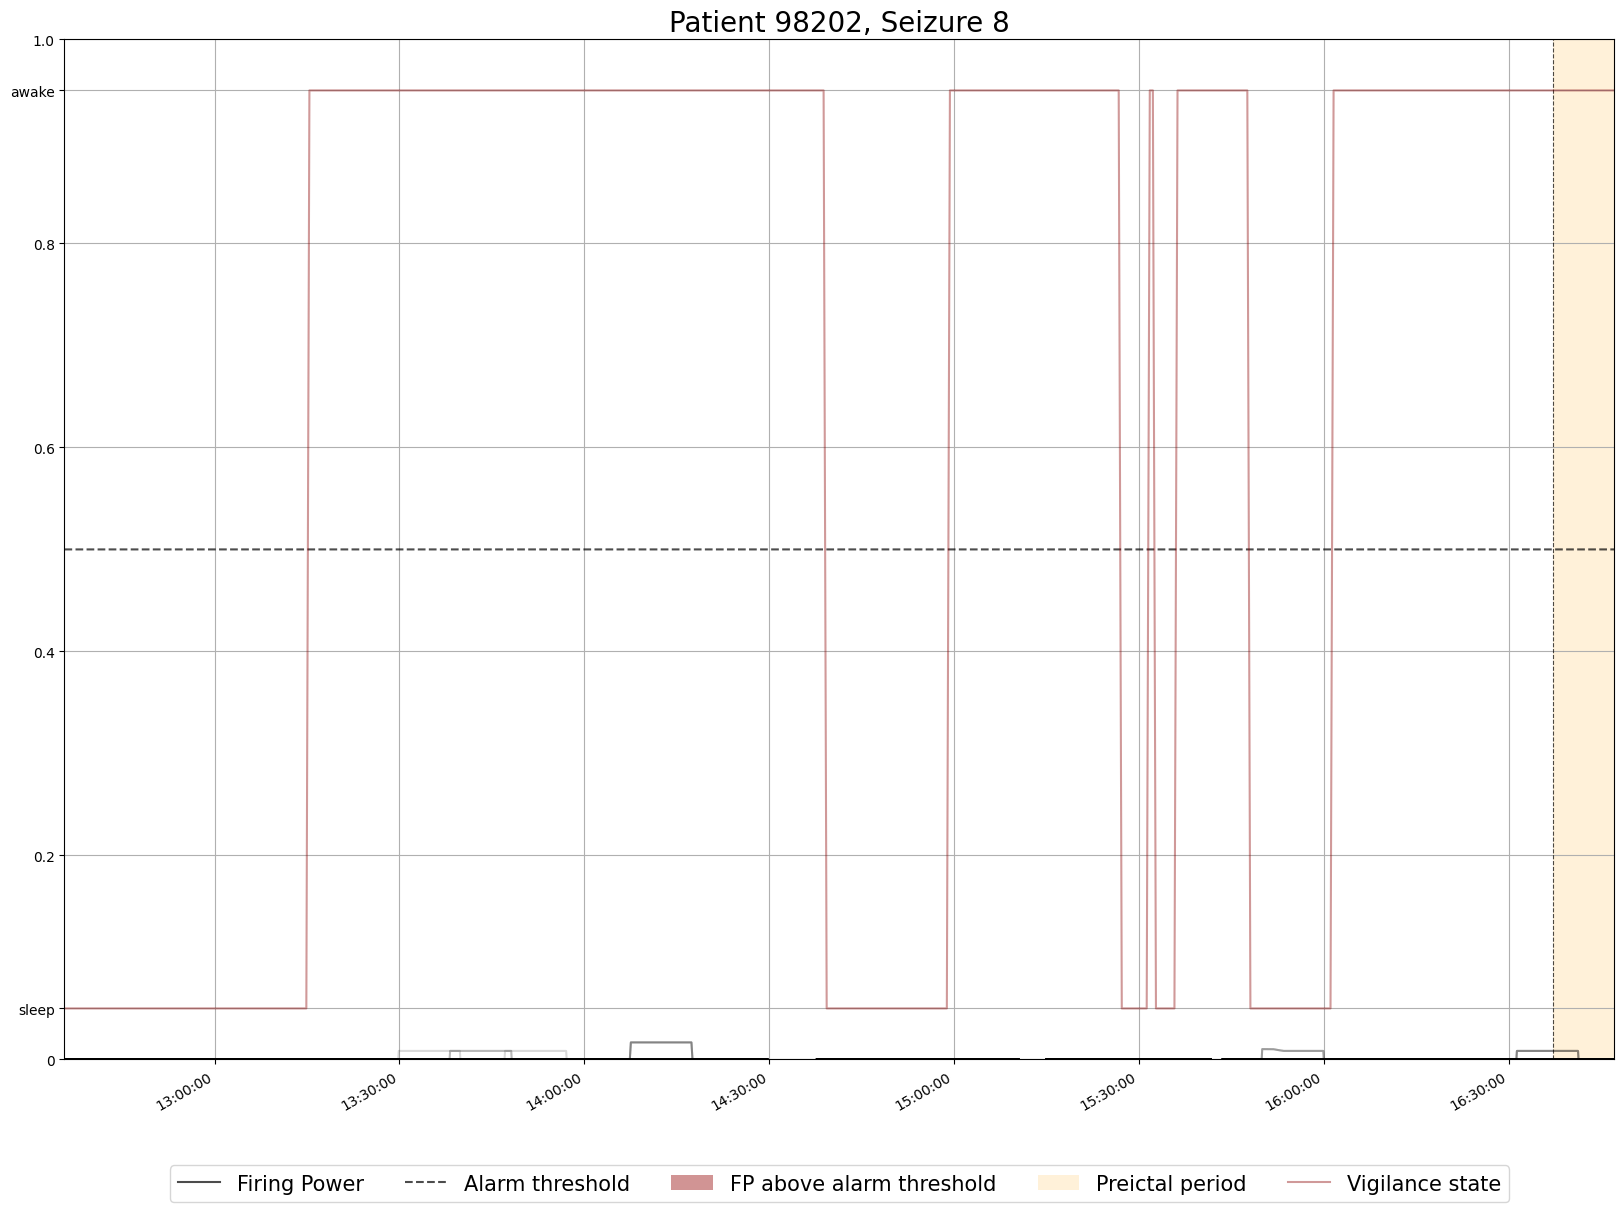 Patient 98202, Seizure 8
1.0
awake
0.8
0.6
0.4
0.2
sleep
0
13:00:00 13:30:00 14:00:00 14:30:00 15:00:00 15:30:00 16:00:00 16:30:00
Firing Power Alarm threshold FP above alarm threshold Preictal period Vigilance state